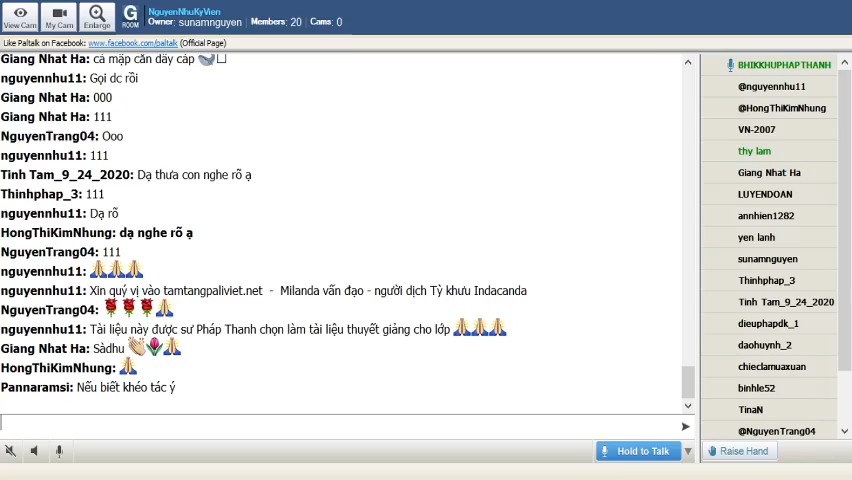 View Cam
My Cam
Enlarge
G
ROOM
NguyenNhuKyVien
Owner: sunamnguyen Members: 20 Cams: 0
Like Paltalk on Facebook: www.facebook.com/paltalk (Official Page)
Giang Nhat Ha: cá mập cắn dây cáp
nguyennhu11: Gọi dc rồi
Giang Nhat Ha: 000
Giang Nhat Ha: 111
NguyenTrang04: Ooo
nguyennhu11: 111
Tinh Tam_9_24_2020: Dạ thưa con nghe rõ ạ
Thinhphap_3: 111
nguyennhu11: Dạ rõ
HongThiKimNhung: dạ nghe rõ ạ
NguyenTrang04: 111
nguyennhu11:
nguyennhu11: Xin quý vị vào tamtangpaliviet.net - Milanda vấn đạo - người dịch Tỳ khưu Indacanda
NguyenTrang04:
nguyennhu11: Tài liệu này được sư Pháp Thanh chọn làm tài liệu thuyết giảng cho lớp
Giang Nhat Ha: Sàdhu
HongThiKimNhung:
Pannaramsi: Nếu biết khéo tác ý
Hold to Talk
BHIKKHUPHAPTHANH
@nguyennhu11
@HongThiKimNhung
VN-2007
thy lam
Giang Nhat Ha
LUYENDOAN
annhien1282
yen lanh
sunamnguyen
Thinhphap_3
Tinh Tam_9_24_2020
dieuphapdk_1
daohuynh_2
chieclamuaxuan
binhle52
TinaN
@NguyenTrang04
Raise Hand